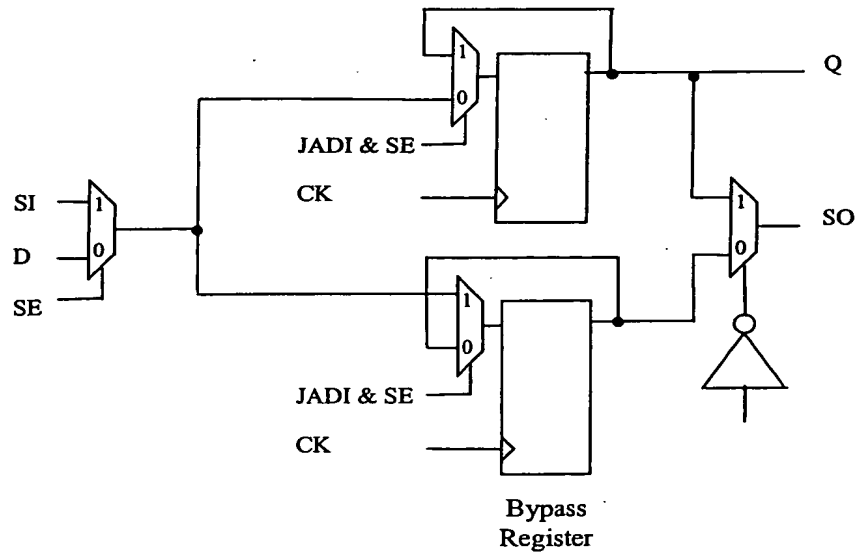 1
Q
0
JADI & SE
CK
SI
1
1
SO
D
0
0
SE
1
0
JADI & SE
CK
Bypass
Register